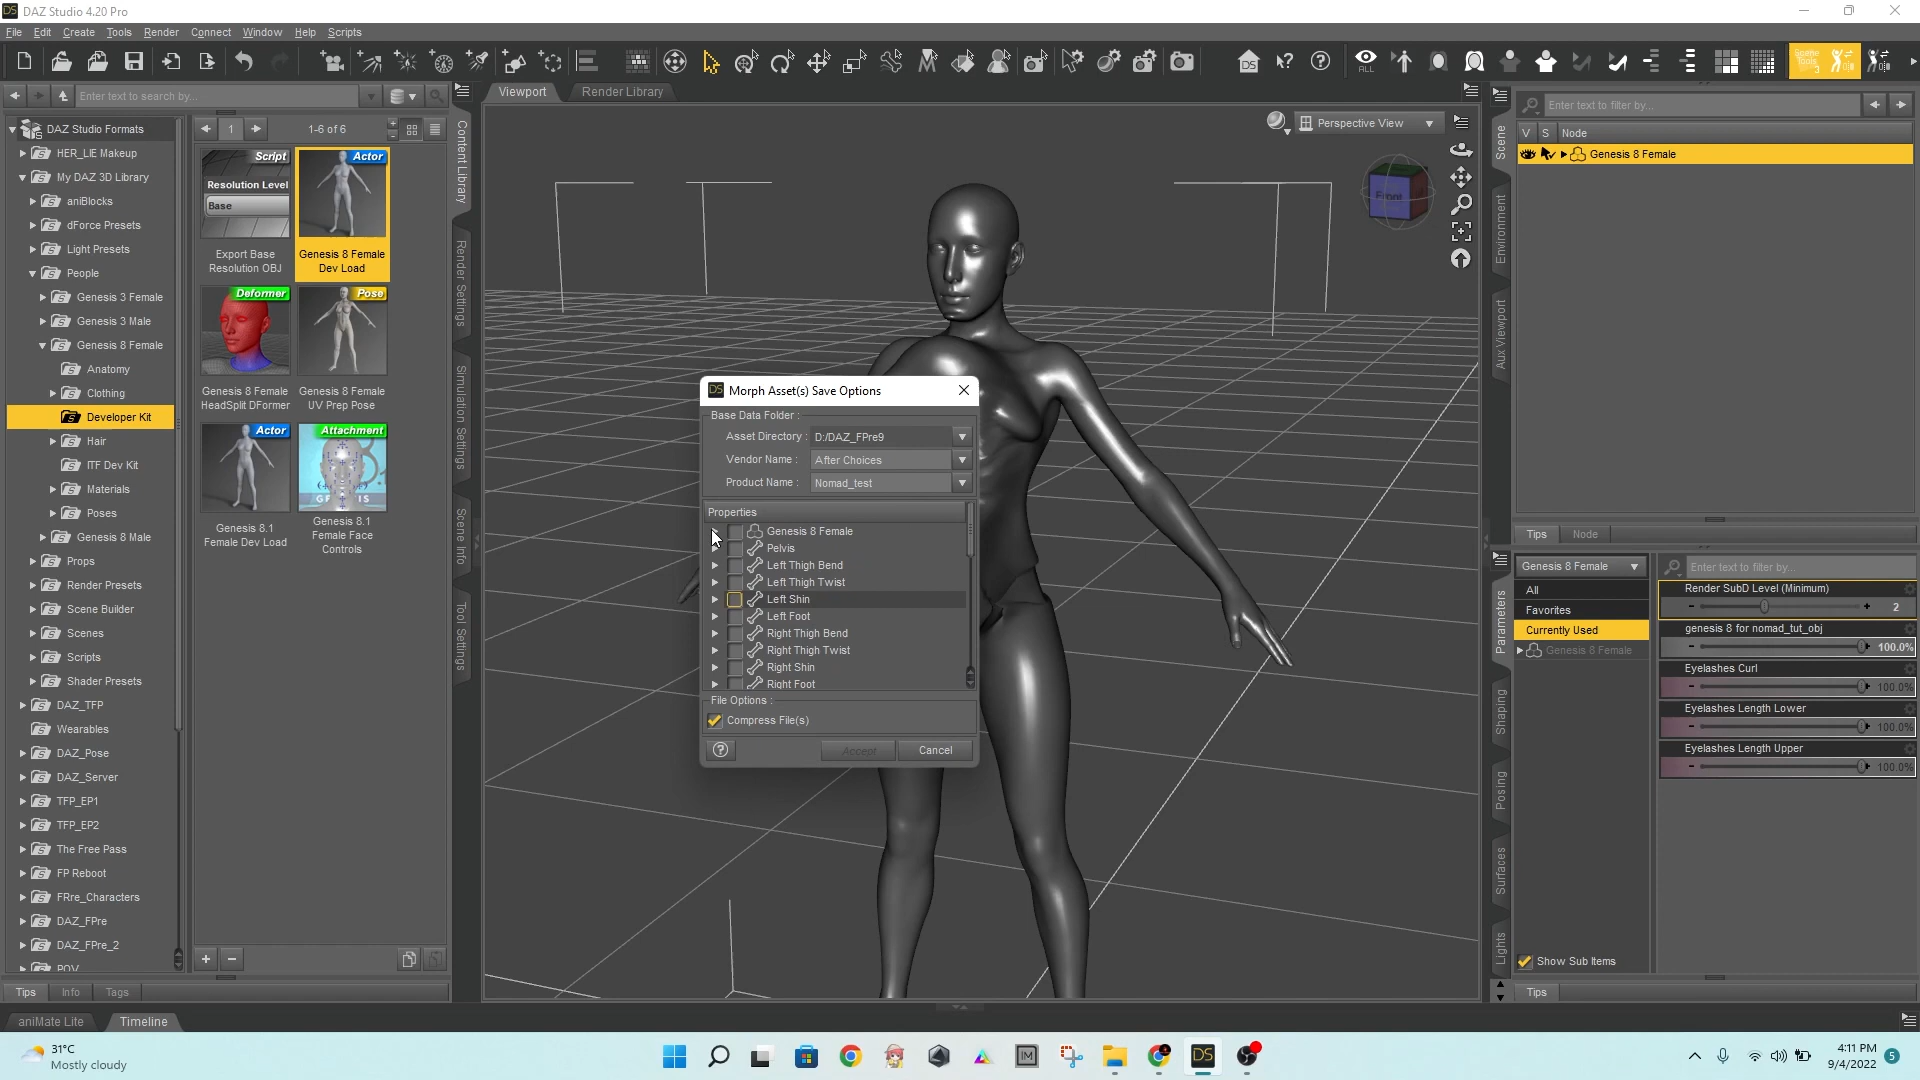 DAZ Studio 4.20 Pro
File Edit Create Tools Render Connect Window Help Scripts
Enter text to search by...
DAZ Studio Formats
HER_LIE Makeup
My DAZ 3D Library
aniBlocks
dForce Presets
Light Presets
People
Genesis 3 Female
Genesis 3 Male
Genesis 8 Female
Anatomy
Clothing
Developer Kit
Hair
ITF Dev Kit
Materials
Poses
Genesis 8 Male
Props
Render Presets
Scene Builder
Scenes
Scripts
Shader Presets
DAZ_TFP
Wearables
DAZ_Pose
DAZ_Server
TFP_EP1
TFP_EP2
The Free Pass
FP Reboot
FRre_Characters
DAZ_FPre
DAZ_FPre_2
POV
Tips Info Tags
aniMate Lite Timeline
1 1-6 of 6
Script
Resolution Level
Base
Export Base
Resolution OBJ
Actor
Genesis 8 Female
Dev Load
Deformer
Genesis 8 Female
HeadSplit DFormer
Pose
Genesis 8 Female
UV Prep Pose
Actor
Genesis 8.1
Female Dev Load
Attachment
Genesis 8.1
Female Face
Controls
Content Library
Render Settings
Simulation Settings
Scene Info
Tool Settings
Viewport Render Library
Perspective View
Front
Morph Asset(s) Save Options
Base Data Folder :
Asset Directory : D:/DAZ_FPre9
Vendor Name : After Choices
Product Name : Nomad_test
Properties
Genesis 8 Female
Pelvis
Left Thigh Bend
Left Thigh Twist
Left Shin
Left Foot
Right Thigh Bend
Right Thigh Twist
Right Shin
Right Foot
File Options :
Compress File(s)
Accept Cancel
ALL
Scene
Tools
3
Enter text to filter by...
V S Node
Genesis 8 Female
Scene
Environment
Aux Viewport
Tips Node
Genesis 8 Female
Enter text to filter by...
All
Favorites
Currently Used
Genesis 8 Female
Render SubD Level (Minimum)
2
genesis 8 for nomad_tut_obj
100.0%
Eyelashes Curl
100.0%
Eyelashes Length Lower
100.0%
Eyelashes Length Upper
100.0%
Parameters
Shaping
Posing
Surfaces
Lights
Show Sub Items
Tips
31°C
Mostly cloudy
IM
DS
4:11 PM
9/4/2022
5